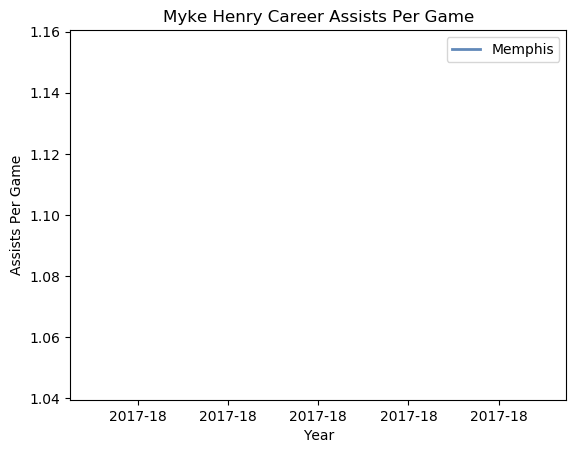 Myke Henry Career Assists Per Game
Memphis
1.16
1.14
1.12
1.10
1.08
1.06
1.04
Assists Per Game
2017-18 2017-18 2017-18 2017-18 2017-18
Year